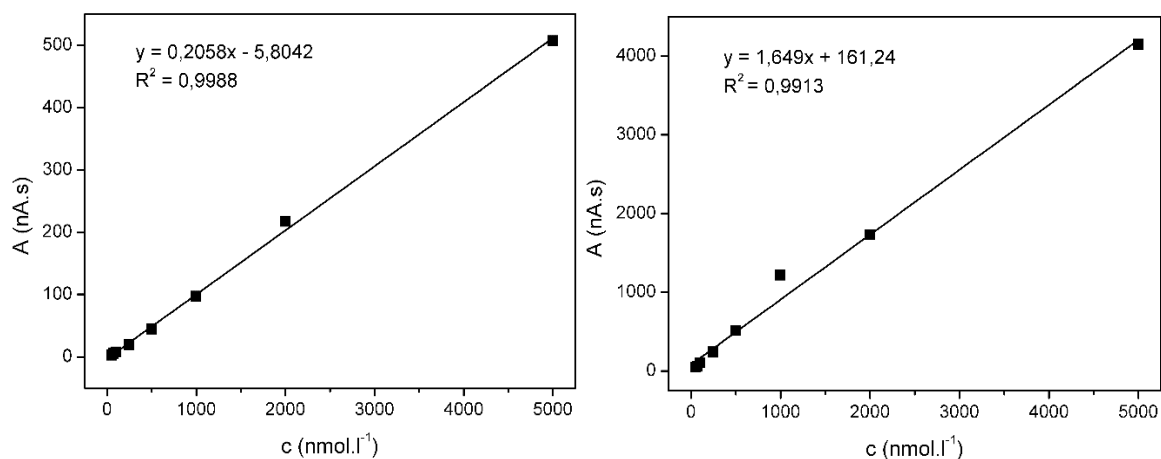 y = 0,2058x - 5,8042
R² = 0,9988
500
400
300
200
100
0
A (nA.s)
0 1000 2000 3000 4000 5000
c (nmol.l⁻¹)
y = 1,649x + 161,24
R² = 0,9913
4000
3000
2000
1000
0
A (nA.s)
0 1000 2000 3000 4000 5000
c (nmol.l⁻¹)